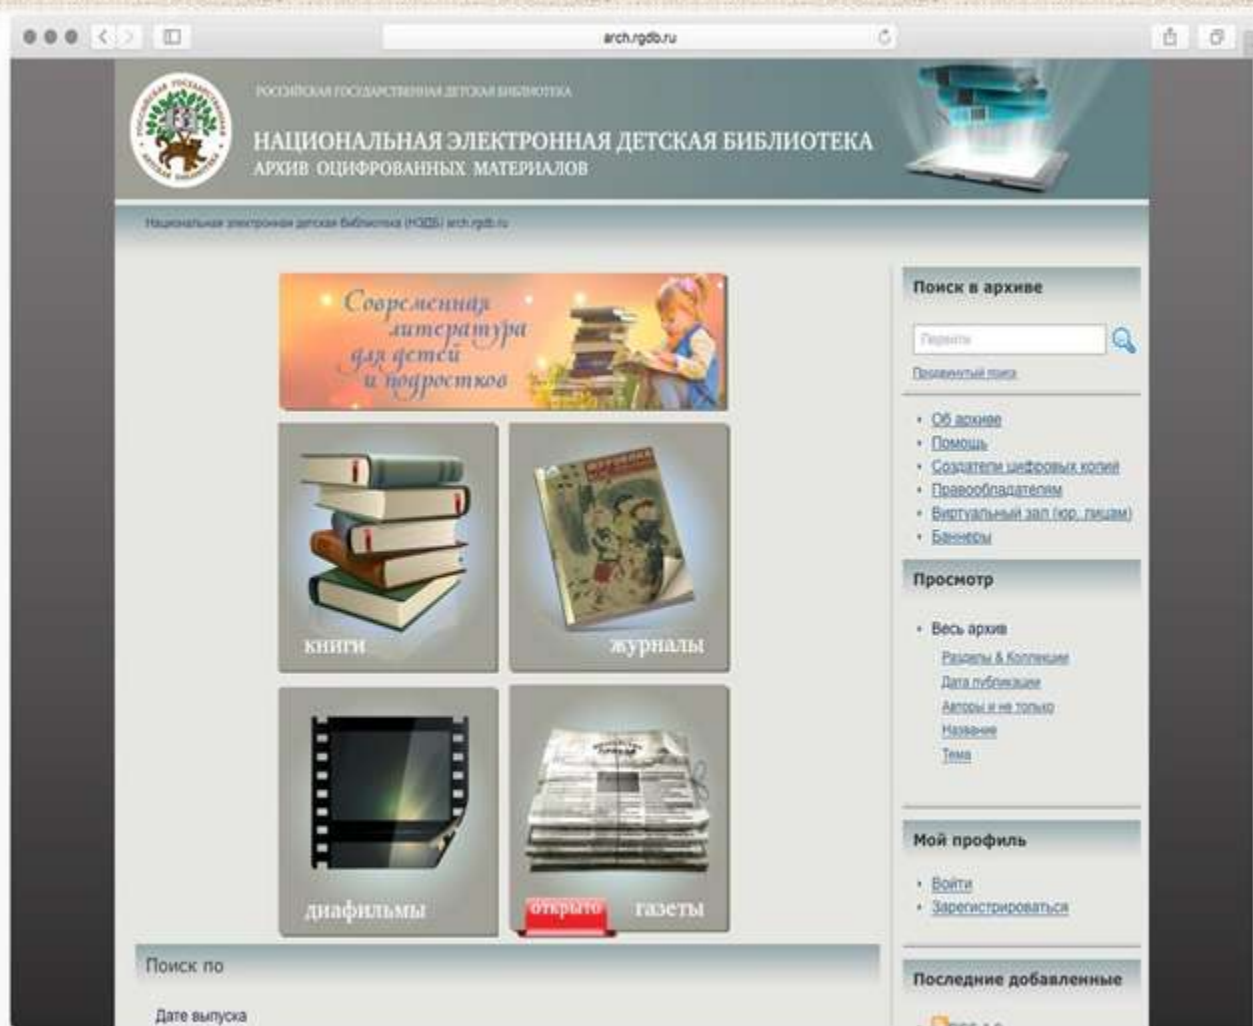 arch.rgdb.ru
РОССИЙСКАЯ ГОСУДАРСТВЕННАЯ ДЕТСКАЯ БИБЛИОТЕКА
НАЦИОНАЛЬНАЯ ЭЛЕКТРОННАЯ ДЕТСКАЯ БИБЛИОТЕКА
АРХИВ ОЦИФРОВАННЫХ МАТЕРИАЛОВ
Национальная электронная детская библиотека (НЭДБ) arch.rgdb.ru
Современная
литература
для детей
и подростков
книги
журналы
диафильмы
открыто
газеты
Поиск по
Дате выпуска
Поиск в архиве
Перейти
Продвинутый поиск
Об архиве
Помощь
Создатели цифровых копий
Правообладателям
Виртуальный зал (юр. лицам)
Баннеры
Просмотр
Весь архив
Разделы & Коллекции
Дата публикации
Авторы и не только
Название
Тема
Мой профиль
Войти
Зарегистрироваться
Последние добавленные